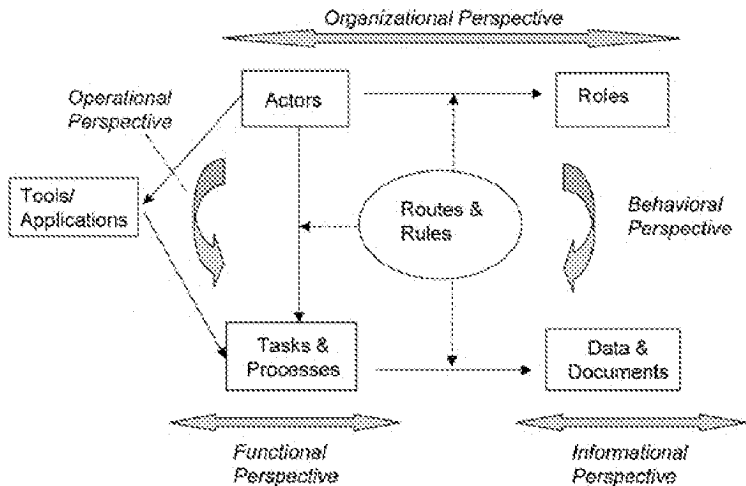 Organizational Perspective
Operational
Perspective
Actors
Roles
Tools/
Applications
Routes &
Rules
Behavioral
Perspective
Tasks &
Processes
Data &
Documents
Functional
Perspective
Informational
Perspective